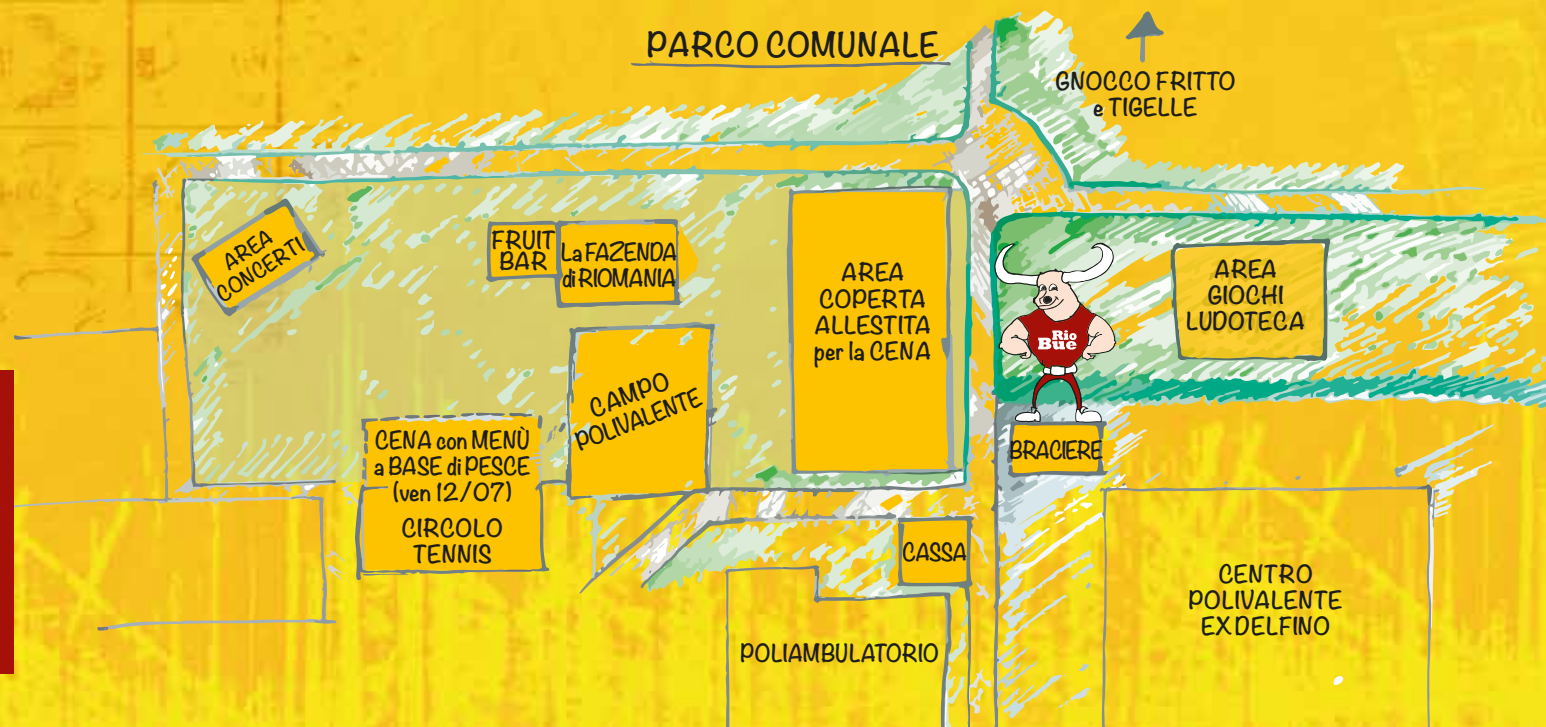 PARCO COMUNALE
GNOCCO FRITTO
e TIGELLE
AREA
CONCERTI
FRUIT
BAR
La FAZENDA
di RIOMANIA
AREA
COPERTA
ALLESTITA
per la CENA
AREA
GIOCHI
LUDOTECA
Rio
Bue
CAMPO
POLIVALENTE
CENA con MENÙ
a BASE di PESCE
(ven 12/07)
CIRCOLO
TENNIS
BRACIERE
CASSA
POLIAMBULATORIO
CENTRO
POLIVALENTE
EX DELFINO